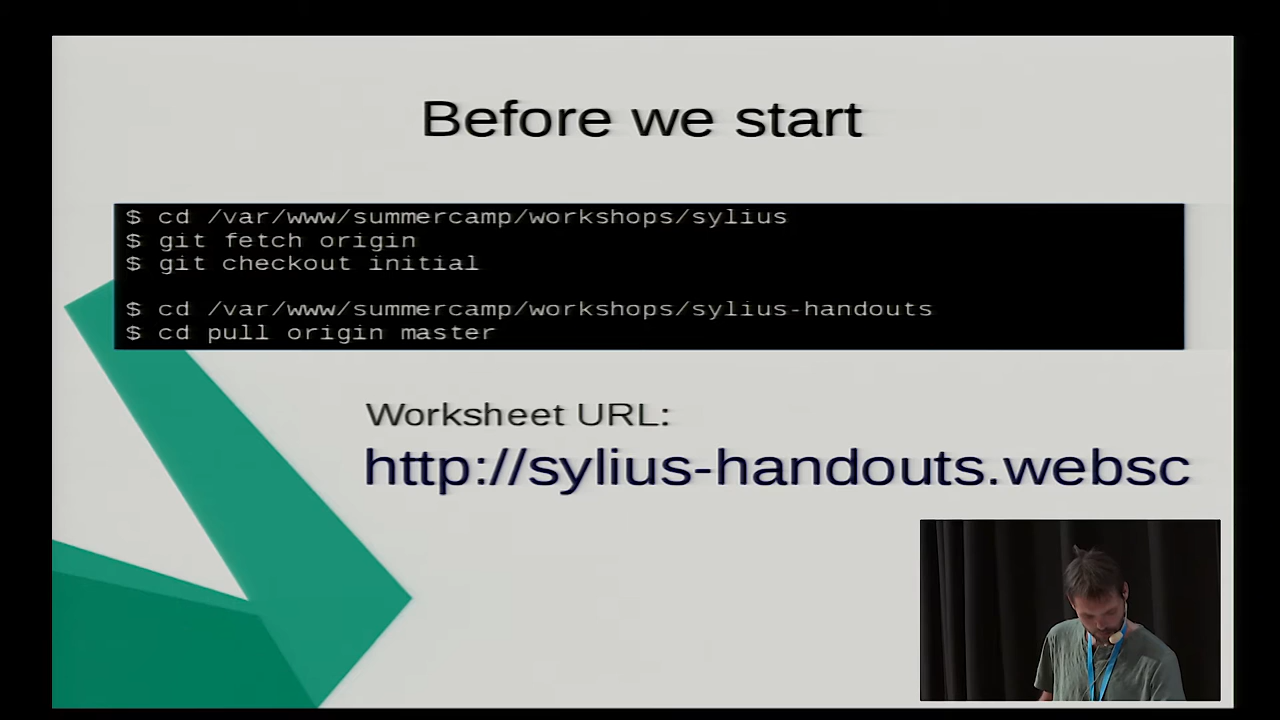 Before we start
$ cd /var/www/summercamp/workshops/sylius
$ git fetch origin
$ git checkout initial
$ cd /var/www/summercamp/workshops/sylius-handouts
$ cd pull origin master
Worksheet URL:
http://sylius-handouts.websc